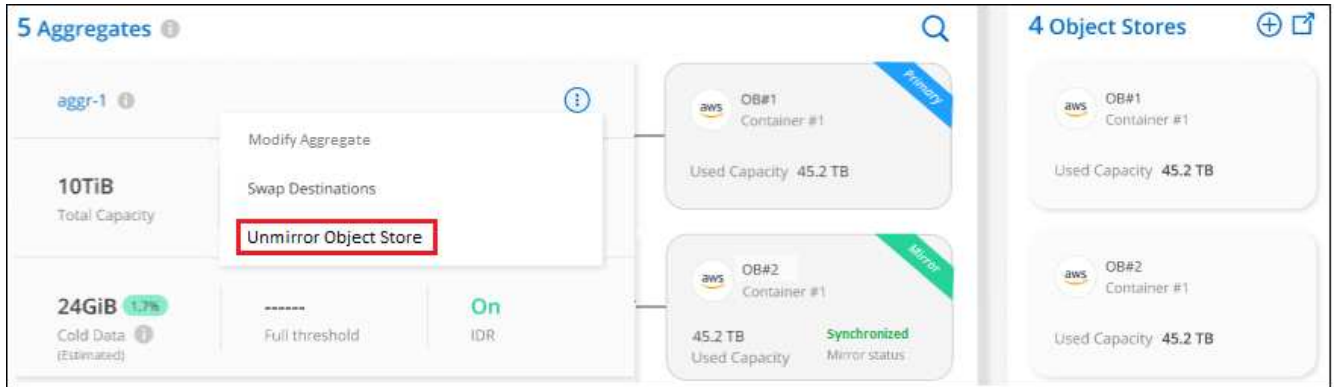 5 Aggregates
4 Object Stores
aggr-1
Modify Aggregate
Swap Destinations
Unmirror Object Store
10TiB
Total Capacity
24GiB 1.7%
Cold Data
(Estimated)
------
Full threshold
On
IDR
Primary
aws
OB#1
Container #1
Used Capacity 45.2 TB
Mirror
aws
OB#2
Container #1
45.2 TB
Used Capacity
Synchronized
Mirror status
aws
OB#1
Container #1
Used Capacity 45.2 TB
aws
OB#2
Container #1
Used Capacity 45.2 TB